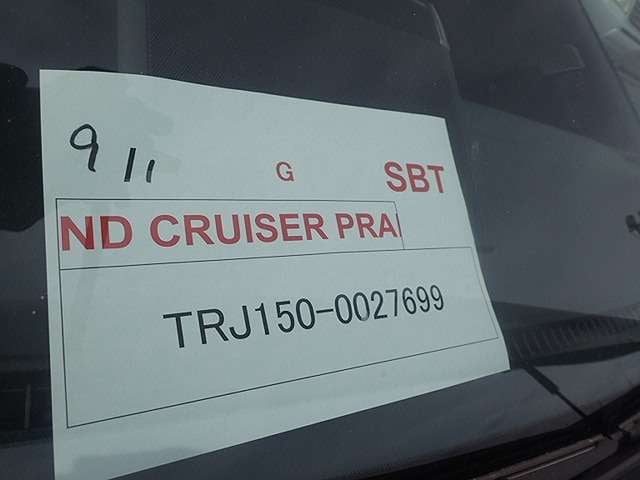 911 G SBT
ND CRUISER PRA
TRJ150-0027699